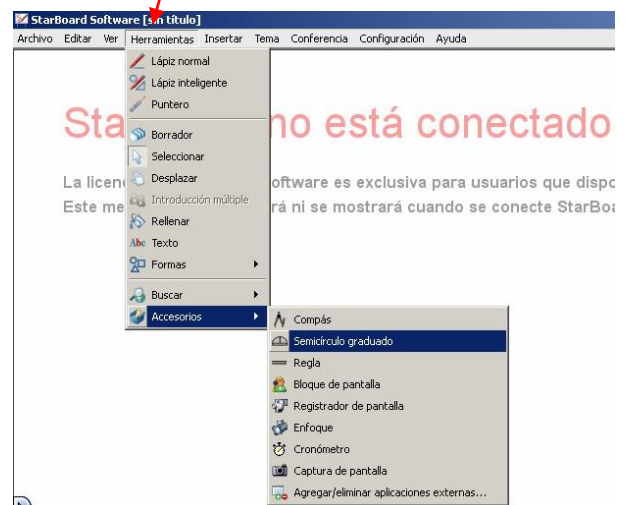 StarBoard Software [sin título]
Archivo Editar Ver Herramientas Insertar Tema Conferencia Configuración Ayuda
Lápiz normal
Lápiz inteligente
Puntero
Sta no está conectado
Borrador
Seleccionar
La licen oftware es exclusiva para usuarios que dispo
Desplazar
Este me rá ni se mostrará cuando se conecte StarBoa
Introducción múltiple
Rellenar
Abc Texto
Formas
Buscar
Accesorios
Compás
Semicírculo graduado
Regla
Bloque de pantalla
Registrador de pantalla
Enfoque
Cronómetro
Captura de pantalla
Agregar/eliminar aplicaciones externas...